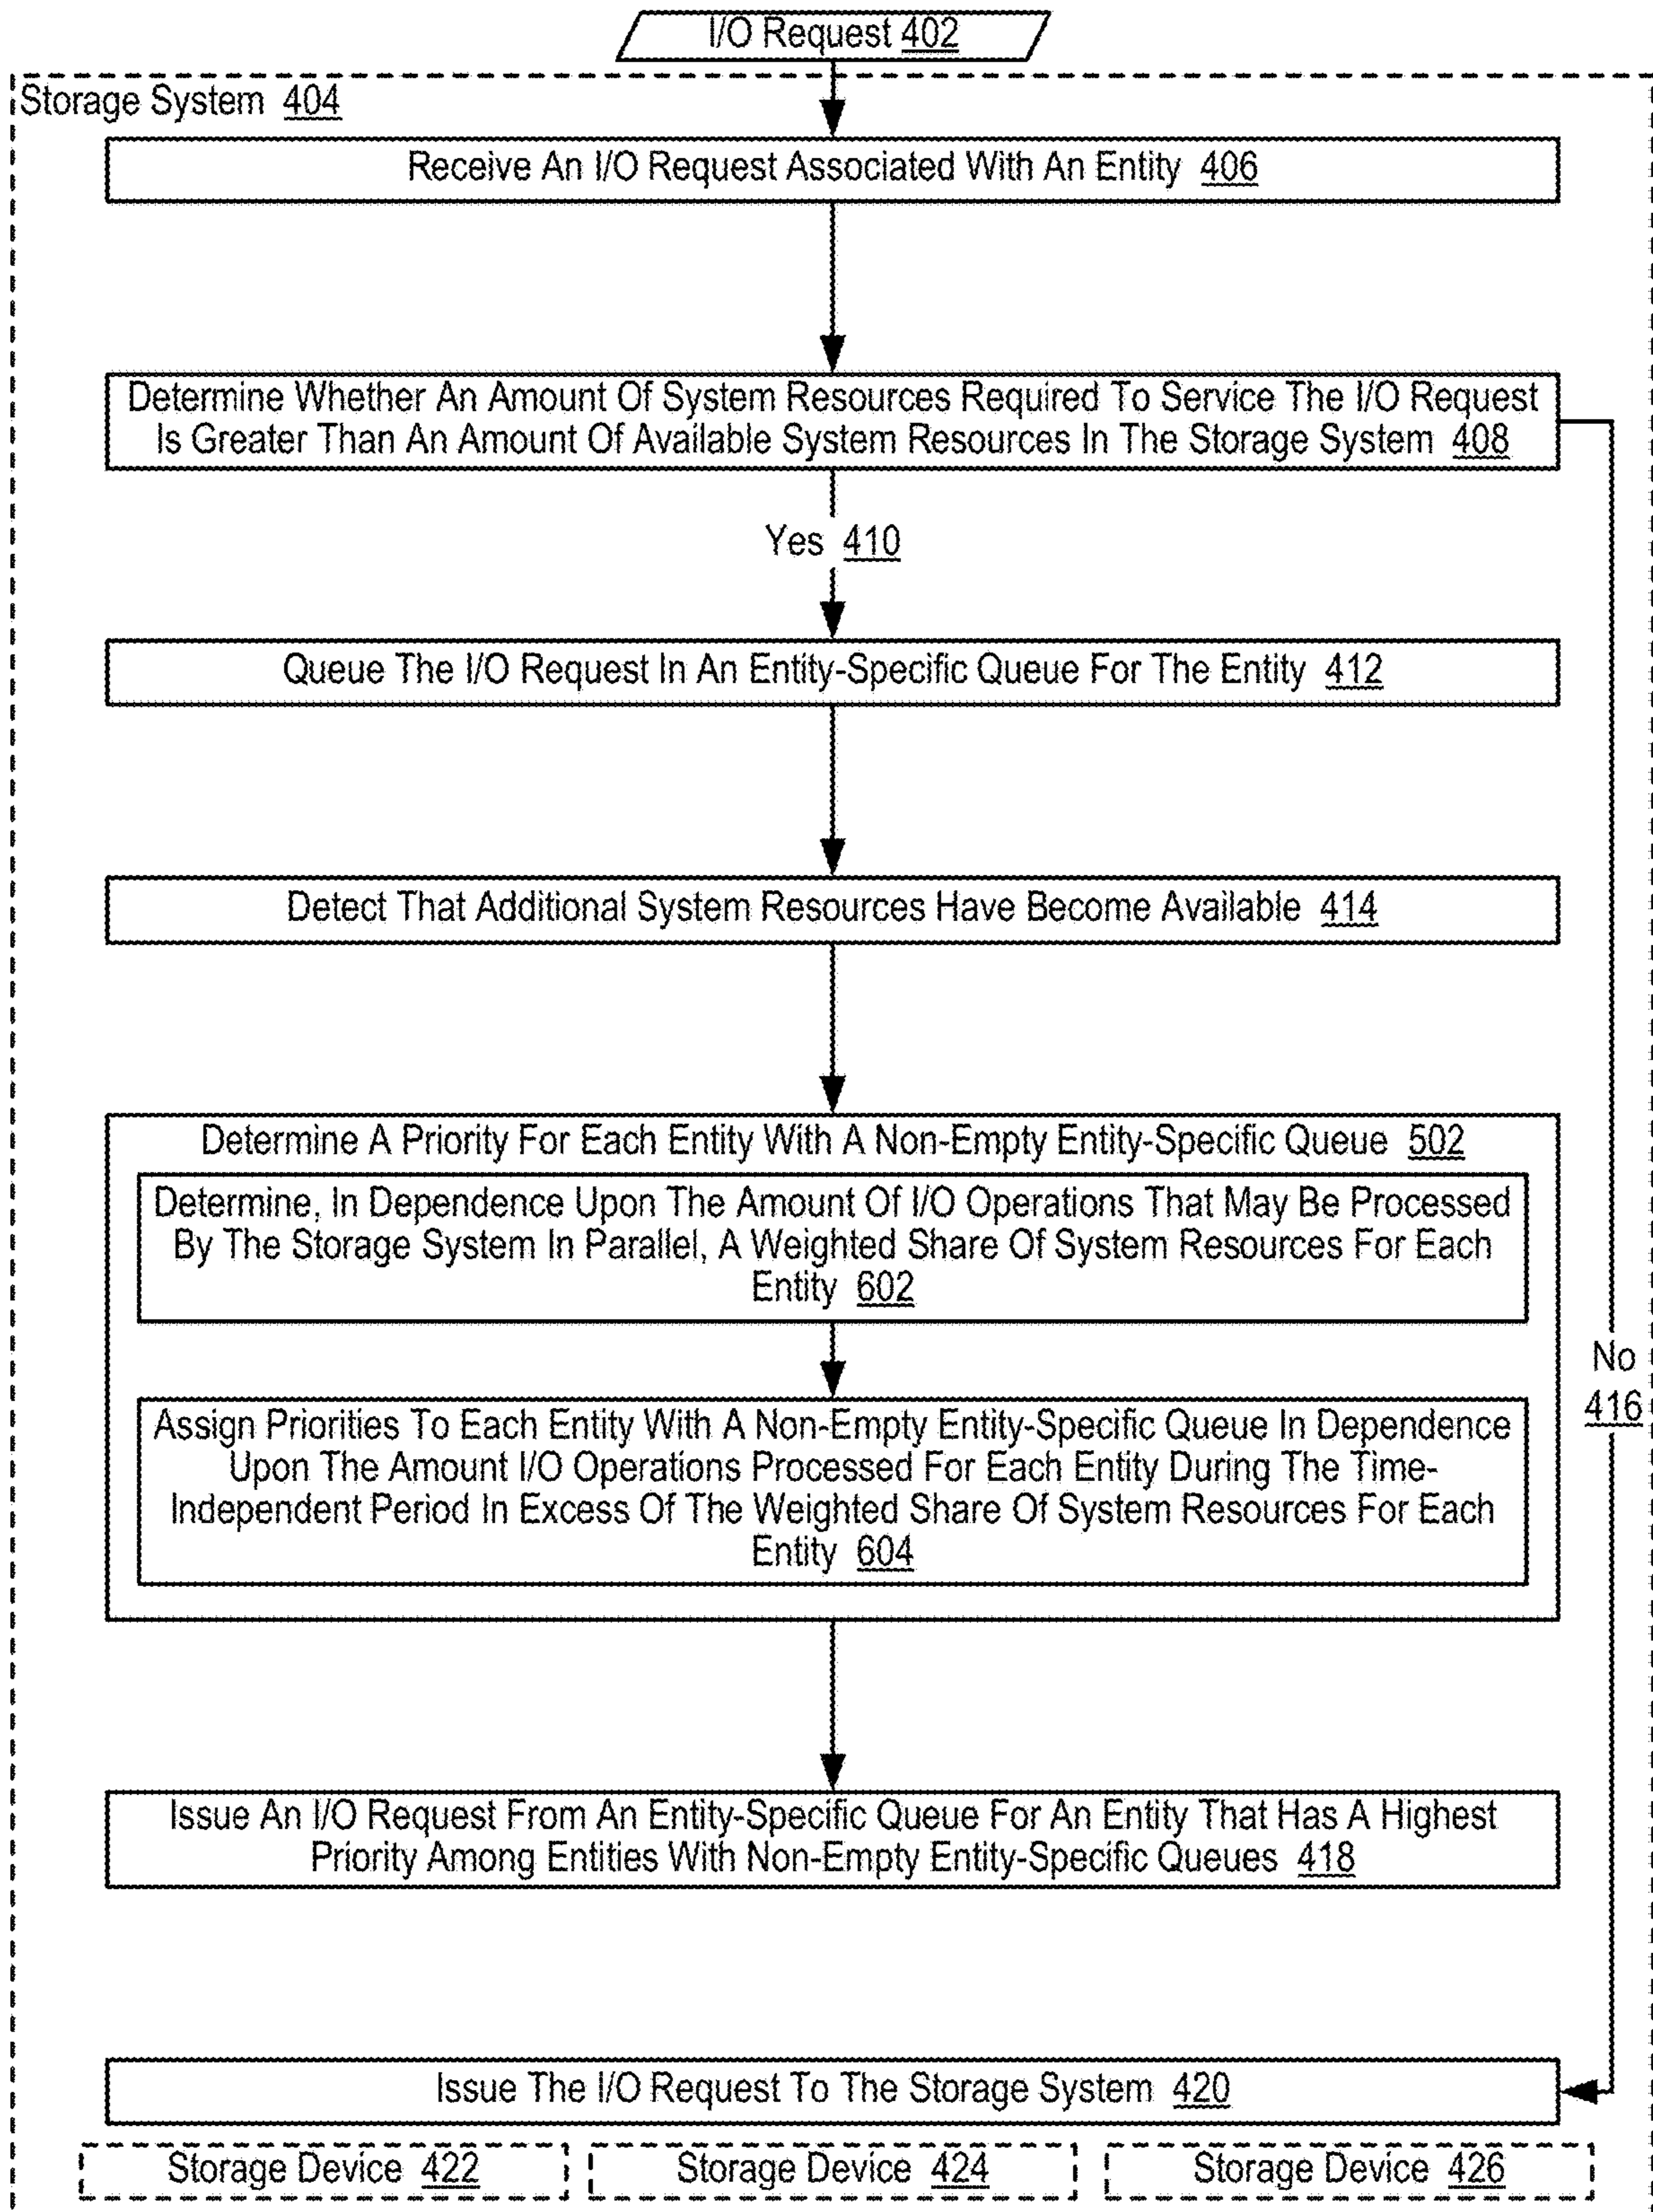 I/O Request 402
Storage System 404
Receive An I/O Request Associated With An Entity 406
Determine Whether An Amount Of System Resources Required To Service The I/O Request
Is Greater Than An Amount Of Available System Resources In The Storage System 408
Yes 410
Queue The I/O Request In An Entity-Specific Queue For The Entity 412
Detect That Additional System Resources Have Become Available 414
Determine A Priority For Each Entity With A Non-Empty Entity-Specific Queue 502
Determine, In Dependence Upon The Amount Of I/O Operations That May Be Processed
By The Storage System In Parallel, A Weighted Share Of System Resources For Each
Entity 602
No
416
Assign Priorities To Each Entity With A Non-Empty Entity-Specific Queue In Dependence
Upon The Amount I/O Operations Processed For Each Entity During The Time-
Independent Period In Excess Of The Weighted Share Of System Resources For Each
Entity 604
Issue An I/O Request From An Entity-Specific Queue For An Entity That Has A Highest
Priority Among Entities With Non-Empty Entity-Specific Queues 418
Issue The I/O Request To The Storage System 420
Storage Device 422
Storage Device 424
Storage Device 426